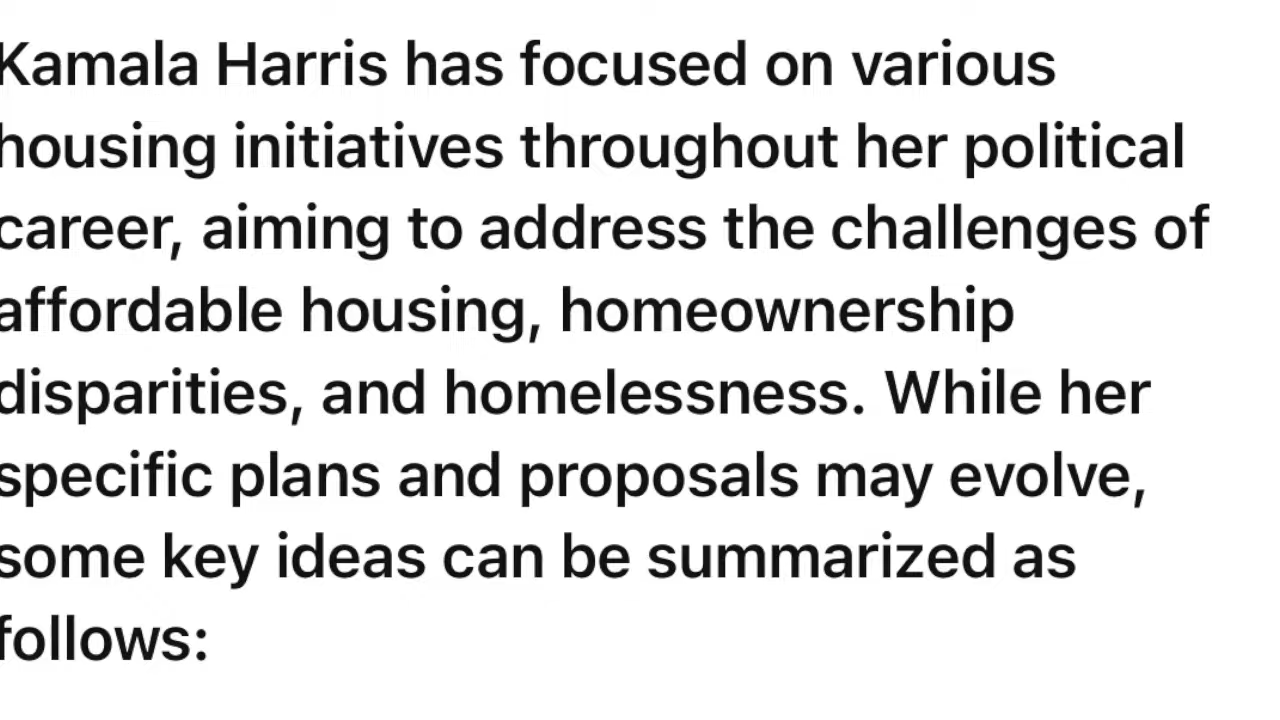 Kamala Harris has focused on various
housing initiatives throughout her political
career, aiming to address the challenges of
affordable housing, homeownership
disparities, and homelessness. While her
specific plans and proposals may evolve,
some key ideas can be summarized as
follows: